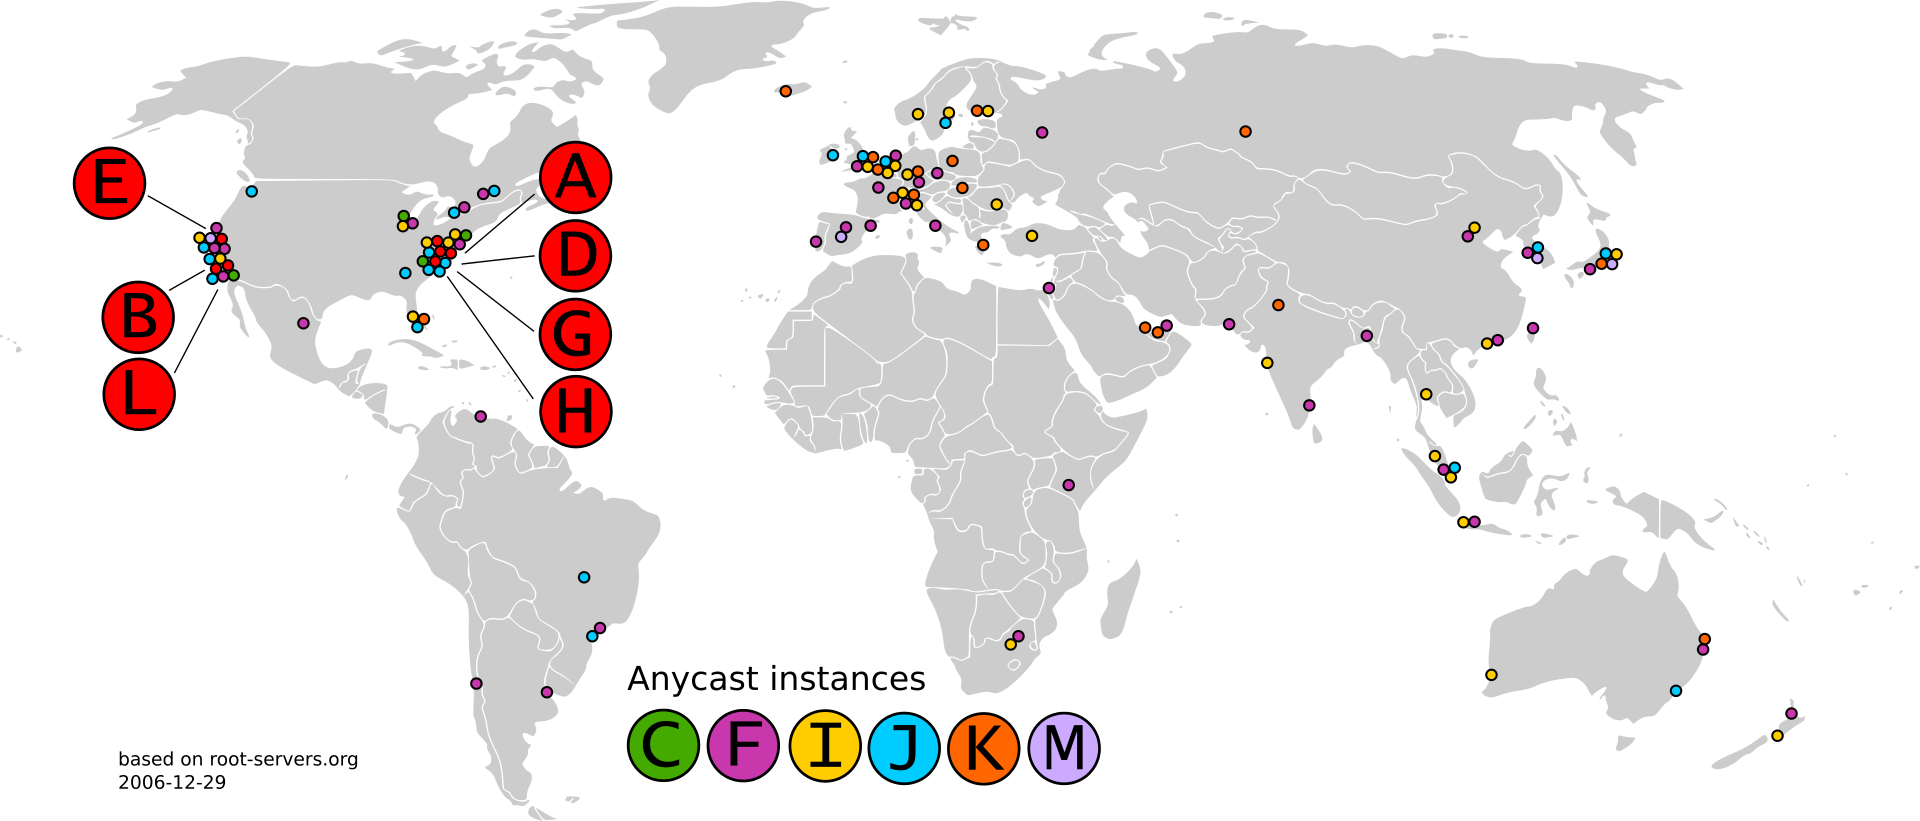 E
B
L
A
D
G
H
Anycast instances
C F I J K M
based on root-servers.org
2006-12-29